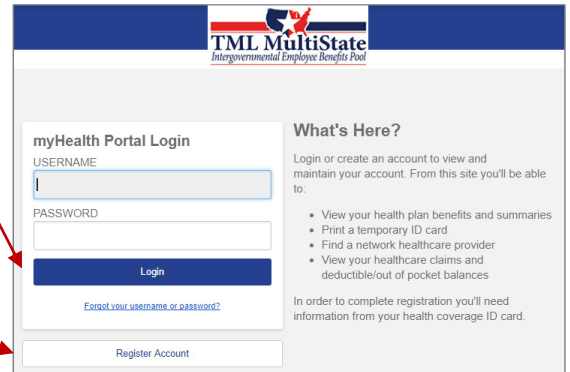 TML MultiState
Intergovernmental Employee Benefits Pool
myHealth Portal Login
USERNAME
PASSWORD
Login
Forgot your username or password?
Register Account
What's Here?
Login or create an account to view and
maintain your account. From this site you'll be able
to:
• View your health plan benefits and summaries
• Print a temporary ID card
• Find a network healthcare provider
• View your healthcare claims and
deductible/out of pocket balances
In order to complete registration you'll need
information from your health coverage ID card.